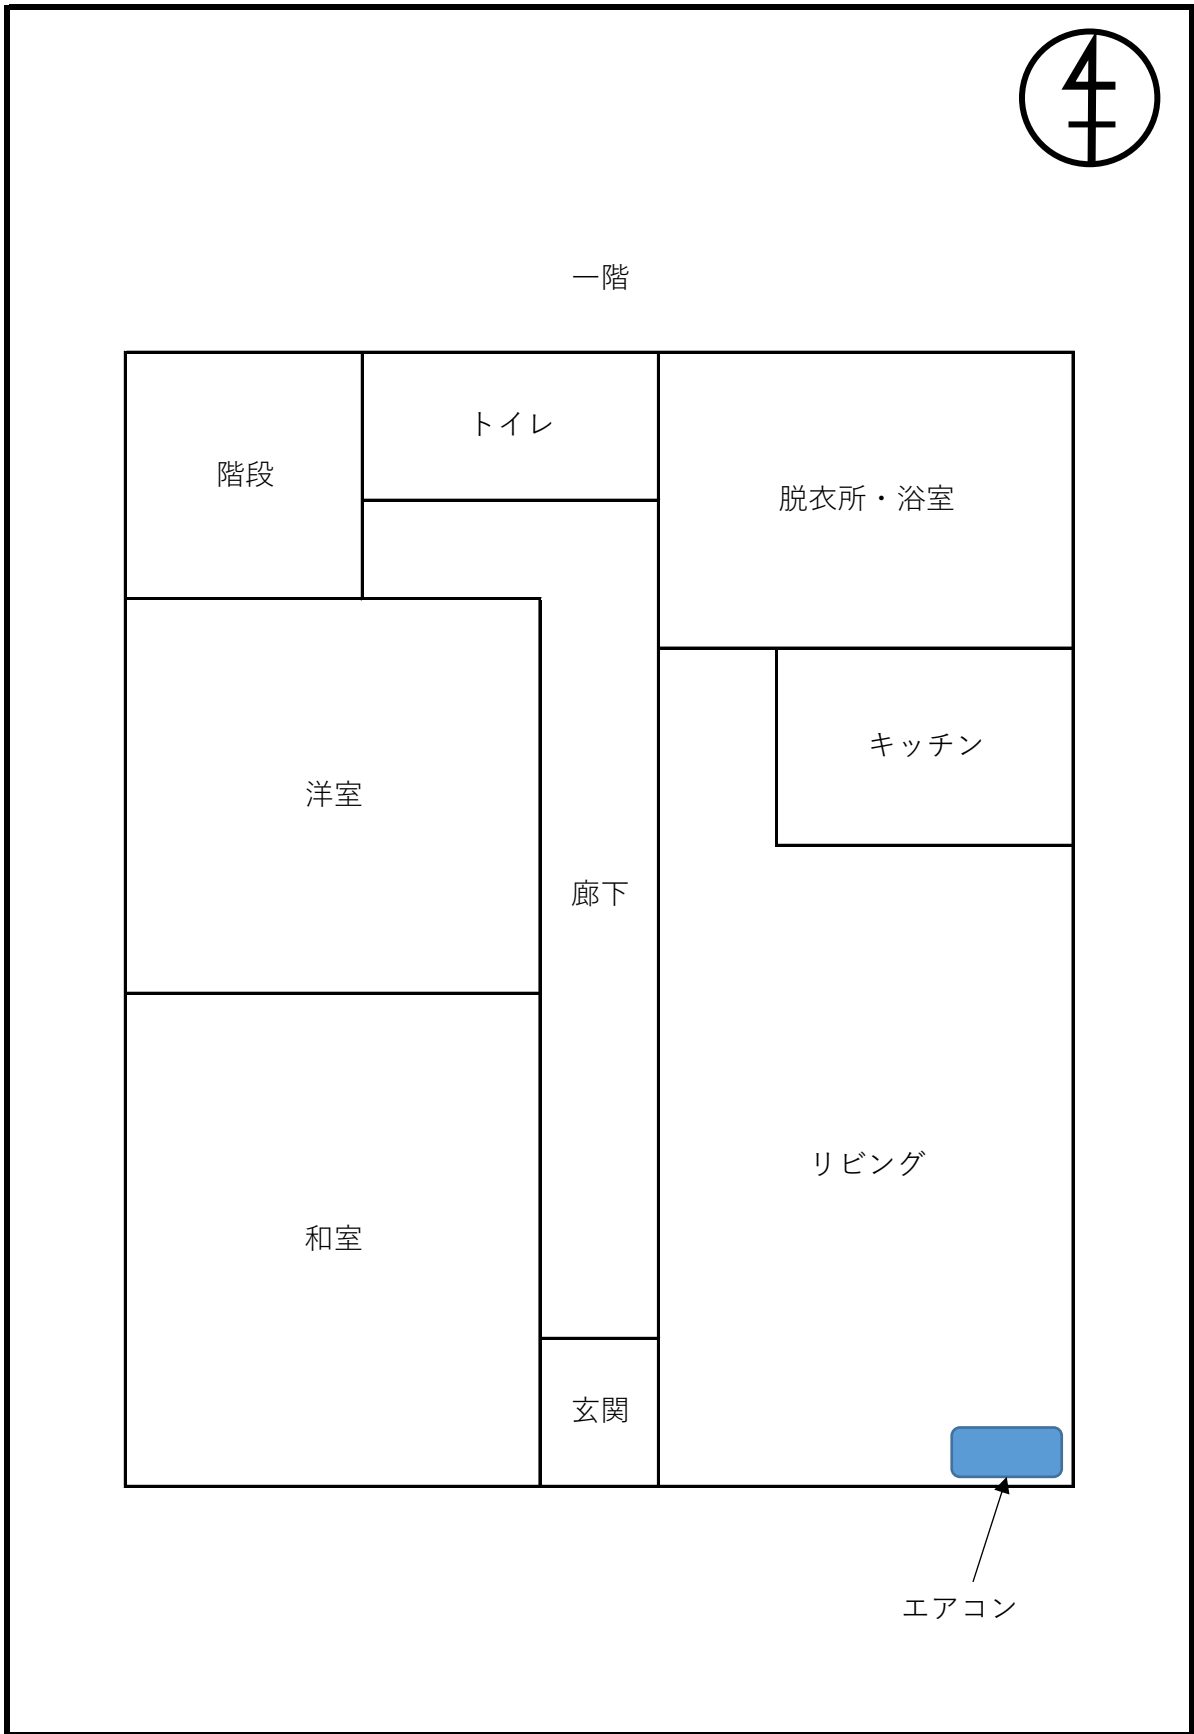 一階
トイレ
階段
脱衣所・浴室
キッチン
洋室
廊下
リビング
和室
玄関
エアコン